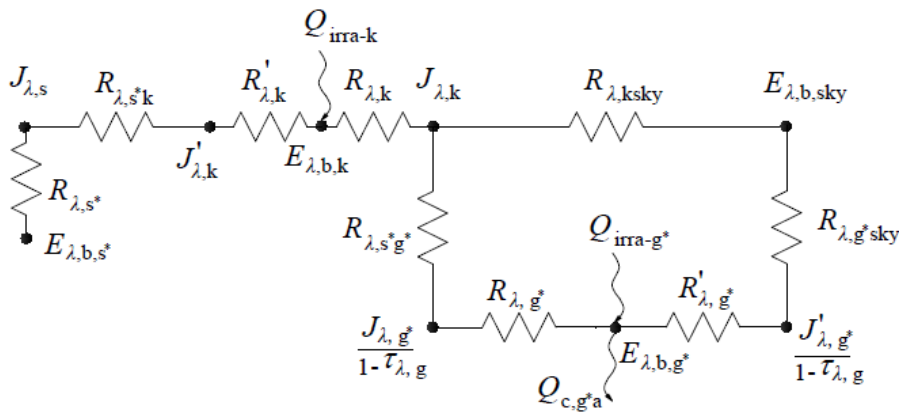 Q_irra-k
J_λ,s R_λ,s*k R'_λ,k R_λ,k J_λ,k R_λ,ksky E_λ,b,sky
J'_λ,k E_λ,b,k
R_λ,s*
E_λ,b,s* R_λ,s*g* Q_irra-g* R_λ,g*sky
R_λ, g* R'_λ, g*
J_λ, g* / 1-τ_λ, g E_λ,b,g* J'_λ, g* / 1-τ_λ, g
Q_c,g*a